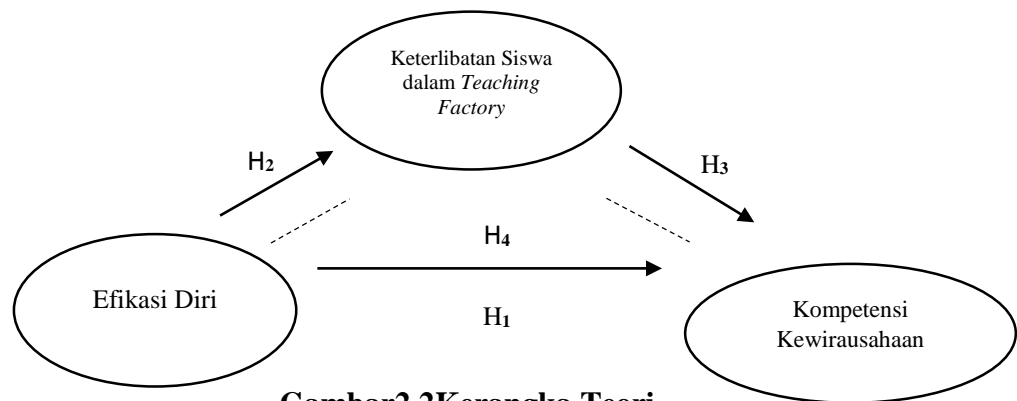 Keterlibatan Siswa
dalam Teaching
Factory
H2
H3
H4
Efikasi Diri
H1
Kompetensi
Kewirausahaan
Gambar2.2Kerangka Teori